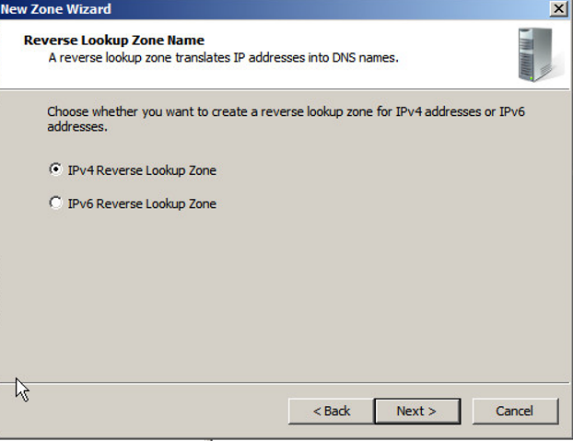 New Zone Wizard
Reverse Lookup Zone Name
A reverse lookup zone translates IP addresses into DNS names.
Choose whether you want to create a reverse lookup zone for IPv4 addresses or IPv6
addresses.
IPv4 Reverse Lookup Zone
IPv6 Reverse Lookup Zone
< Back
Next >
Cancel